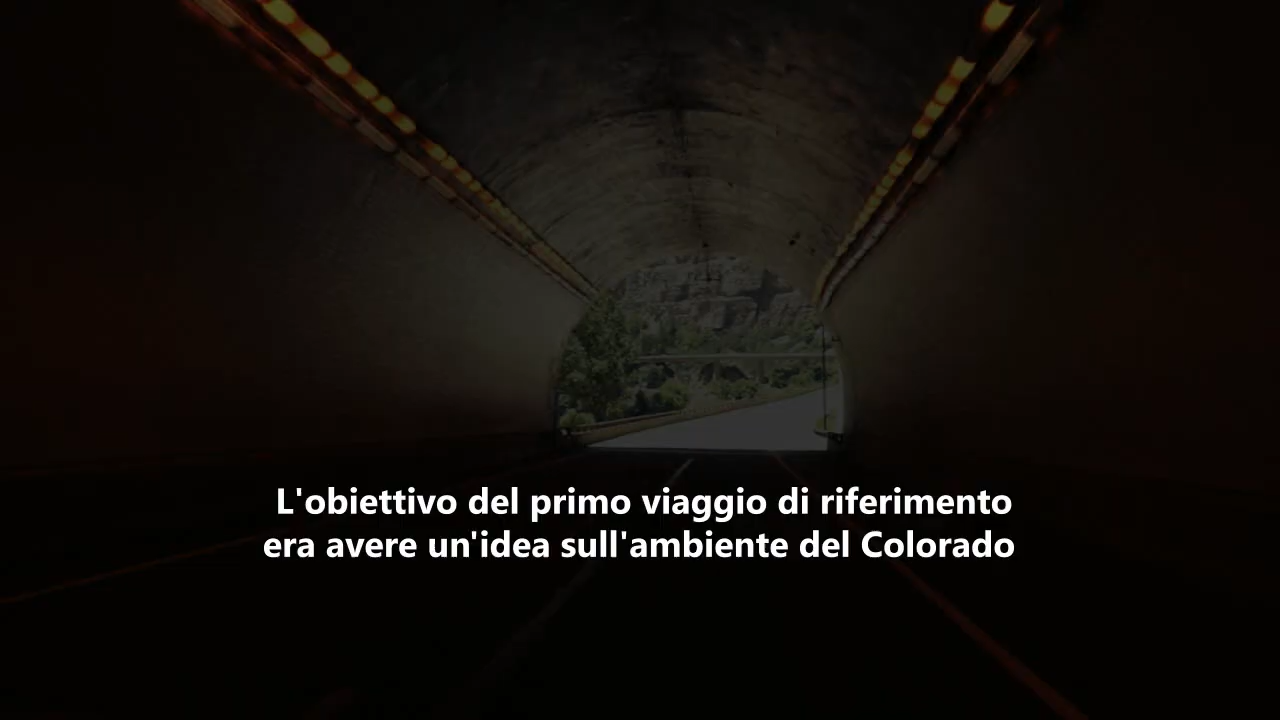 L'obiettivo del primo viaggio di riferimento
era avere un'idea sull'ambiente del Colorado